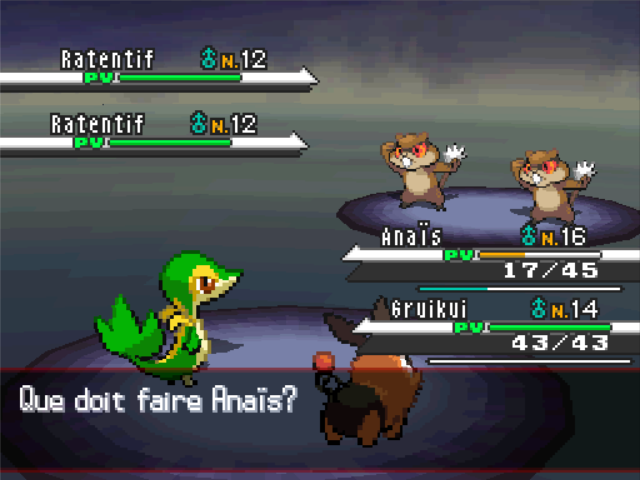 Ratentif ♂ N.12
PV
Ratentif ♂ N.12
PV
Anaïs ♂ N.16
PV
17/45
Gruikui ♂ N.14
PV
43/43
Que doit faire Anaïs?